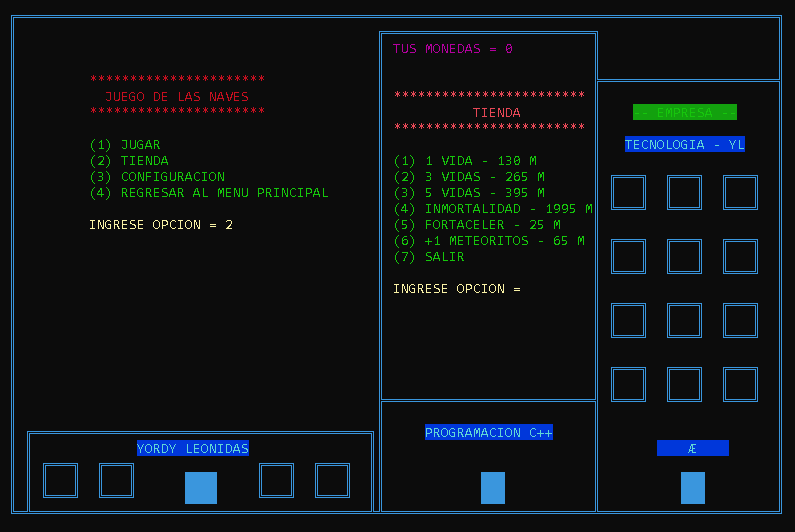 **********************
JUEGO DE LAS NAVES
**********************
(1) JUGAR
(2) TIENDA
(3) CONFIGURACION
(4) REGRESAR AL MENU PRINCIPAL
INGRESE OPCION = 2
TUS MONEDAS = 0
************************
TIENDA
************************
(1) 1 VIDA - 130 M
(2) 3 VIDAS - 265 M
(3) 5 VIDAS - 395 M
(4) INMORTALIDAD - 1995 M
(5) FORTACELER - 25 M
(6) +1 METEORITOS - 65 M
(7) SALIR
INGRESE OPCION =
-- EMPRESA --
TECNOLOGIA - YL
YORDY LEONIDAS
PROGRAMACION C++
Æ